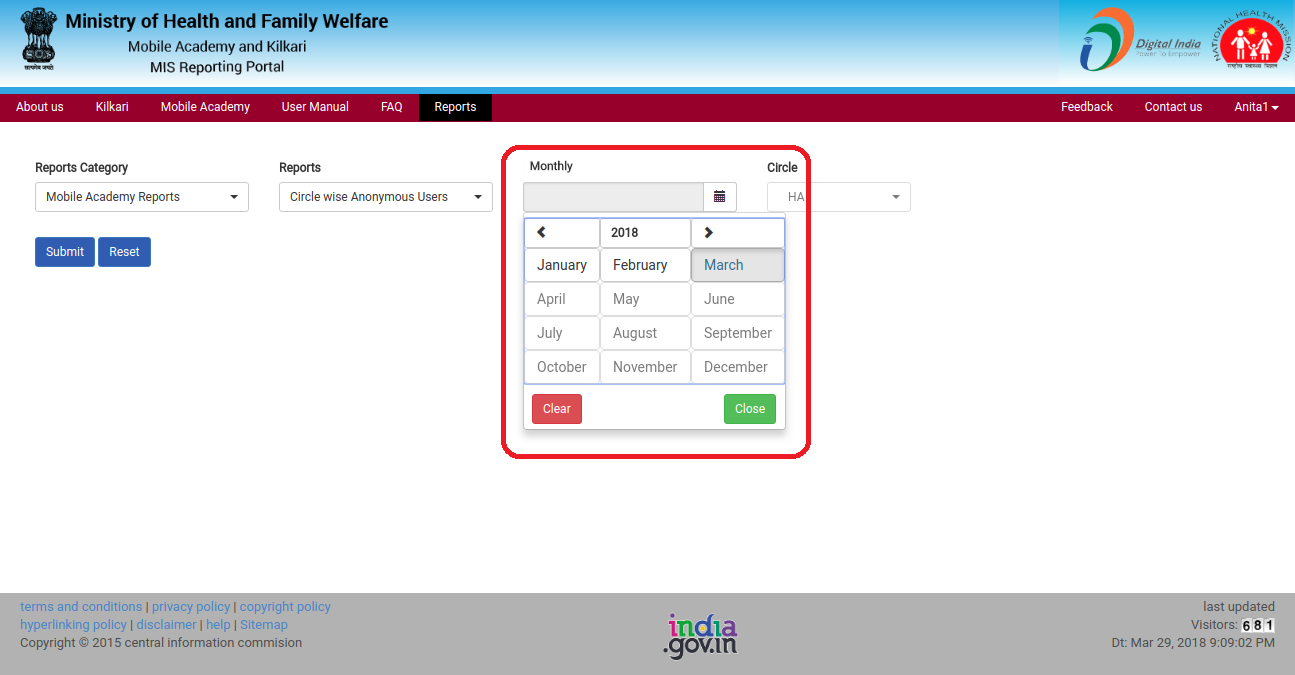 Ministry of Health and Family Welfare
Mobile Academy and Kilkari
MIS Reporting Portal
सत्यमेव जयते
Digital India
Power To Empower
NATIONAL HEALTH MISSION
About us Kilkari Mobile Academy User Manual FAQ Reports Feedback Contact us Anita1
Reports Category Reports Monthly Circle
Mobile Academy Reports Circle wise Anonymous Users HA
2018
Submit Reset
January February March
April May June
July August September
October November December
Clear Close
terms and conditions | privacy policy | copyright policy
hyperlinking policy | disclaimer | help | Sitemap
Copyright © 2015 central information commision
india
.gov.in
last updated
Visitors: 681
Dt: Mar 29, 2018 9:09:02 PM